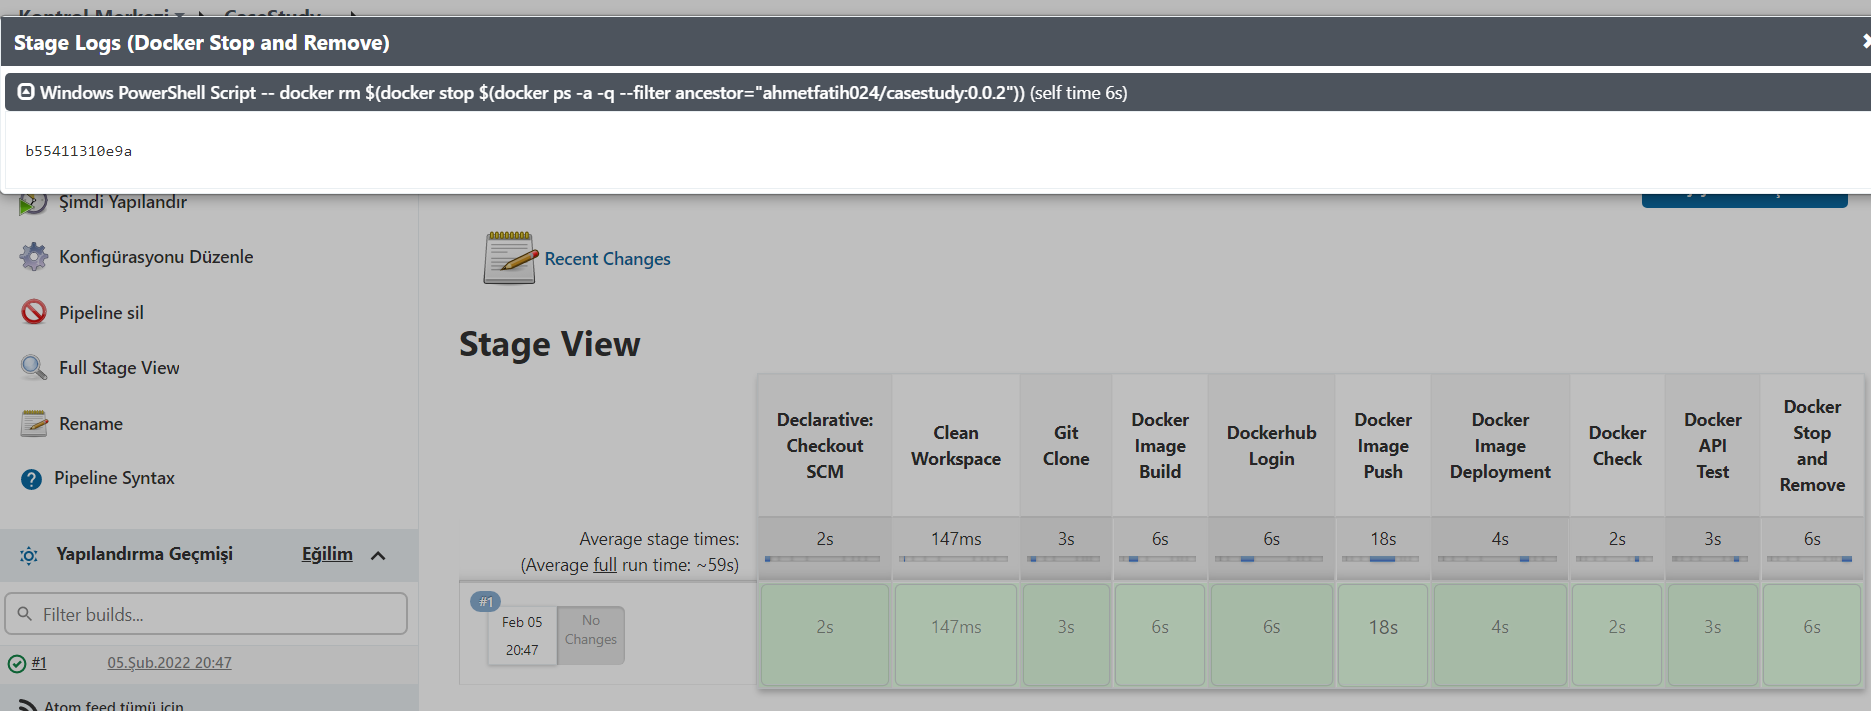 Stage Logs (Docker Stop and Remove)
Windows PowerShell Script -- docker rm $(docker stop $(docker ps -a -q --filter ancestor="ahmetfatih024/casestudy:0.0.2")) (self time 6s)
b55411310e9a
Şimdi Yapılandır
Konfigürasyonu Düzenle
Pipeline sil
Full Stage View
Rename
Pipeline Syntax
Yapılandırma Geçmişi
Eğilim
Filter builds...
#1
05.Şub.2022 20:47
Atom feed tümü için
Recent Changes
Stage View
Declarative:
Checkout
SCM
Clean
Workspace
Git
Clone
Docker
Image
Build
Dockerhub
Login
Docker
Image
Push
Docker
Image
Deployment
Docker
Check
Docker
API
Test
Docker
Stop
and
Remove
Average stage times:
(Average full run time: ~59s)
2s
147ms
3s
6s
6s
18s
4s
2s
3s
6s
#1
Feb 05
20:47
No
Changes
2s
147ms
3s
6s
6s
18s
4s
2s
3s
6s